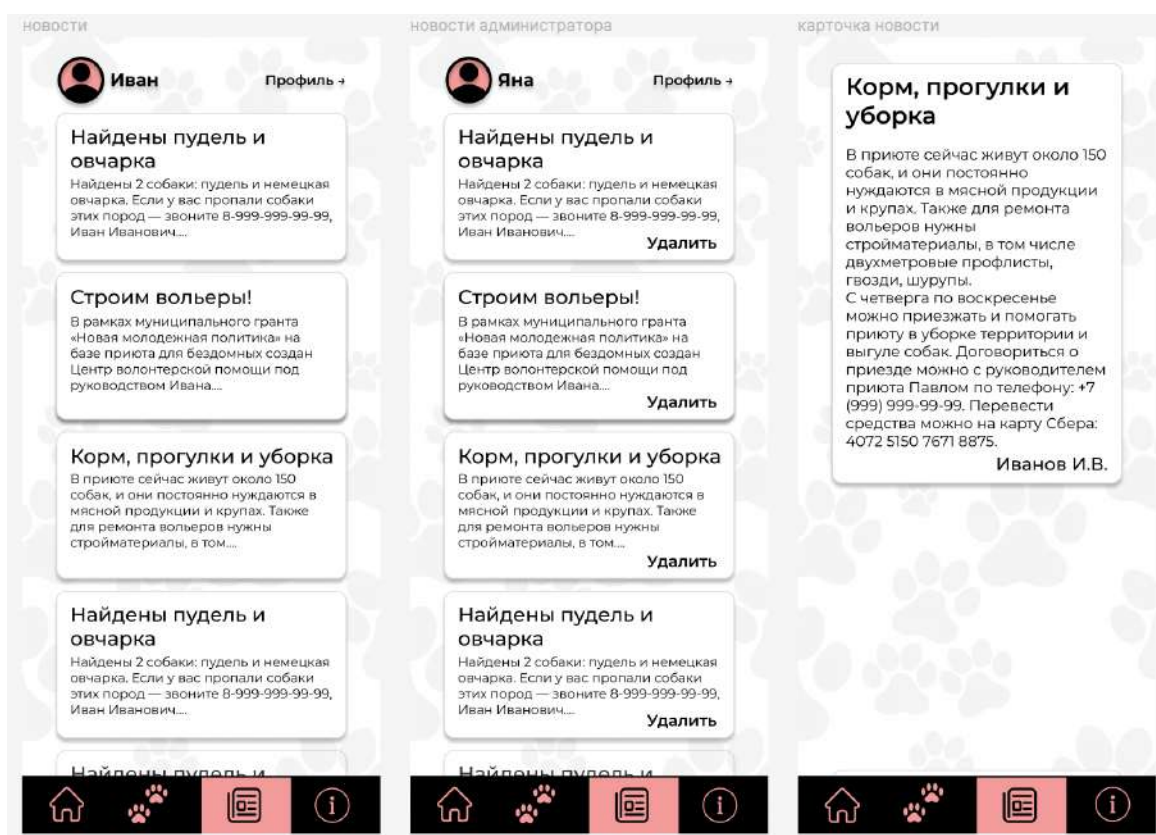 новости
Иван
Профиль →
Найдены пудель и
овчарка
Найдены 2 собаки: пудель и немецкая
овчарка. Если у вас пропали собаки
этих пород — звоните 8-999-999-99-99,
Иван Иванович....
Строим вольеры!
В рамках муниципального гранта
«Новая молодежная политика» на
базе приюта для бездомных создан
Центр волонтерской помощи под
руководством Ивана....
Корм, прогулки и уборка
В приюте сейчас живут около 150
собак, и они постоянно нуждаются в
мясной продукции и крупах. Также
для ремонта вольеров нужны
стройматериалы, в том....
Найдены пудель и
овчарка
Найдены 2 собаки: пудель и немецкая
овчарка. Если у вас пропали собаки
этих пород — звоните 8-999-999-99-99,
Иван Иванович....
Найдены пудель и
новости администратора
Яна
Профиль →
Найдены пудель и
овчарка
Найдены 2 собаки: пудель и немецкая
овчарка. Если у вас пропали собаки
этих пород — звоните 8-999-999-99-99,
Иван Иванович....
Удалить
Строим вольеры!
В рамках муниципального гранта
«Новая молодежная политика» на
базе приюта для бездомных создан
Центр волонтерской помощи под
руководством Ивана....
Удалить
Корм, прогулки и уборка
В приюте сейчас живут около 150
собак, и они постоянно нуждаются в
мясной продукции и крупах. Также
для ремонта вольеров нужны
стройматериалы, в том....
Удалить
Найдены пудель и
овчарка
Найдены 2 собаки: пудель и немецкая
овчарка. Если у вас пропали собаки
этих пород — звоните 8-999-999-99-99,
Иван Иванович....
Удалить
Найдены пудель и
карточка новости
Корм, прогулки и
уборка
В приюте сейчас живут около 150
собак, и они постоянно
нуждаются в мясной продукции
и крупах. Также для ремонта
вольеров нужны
стройматериалы, в том числе
двухметровые профлисты,
гвозди, шурупы.
С четверга по воскресенье
можно приезжать и помогать
приюту в уборке территории и
выгуле собак. Договориться о
приезде можно с руководителем
приюта Павлом по телефону: +7
(999) 999-99-99. Перевести
средства можно на карту Сбера:
4072 5150 7671 8875.
Иванов И.В.